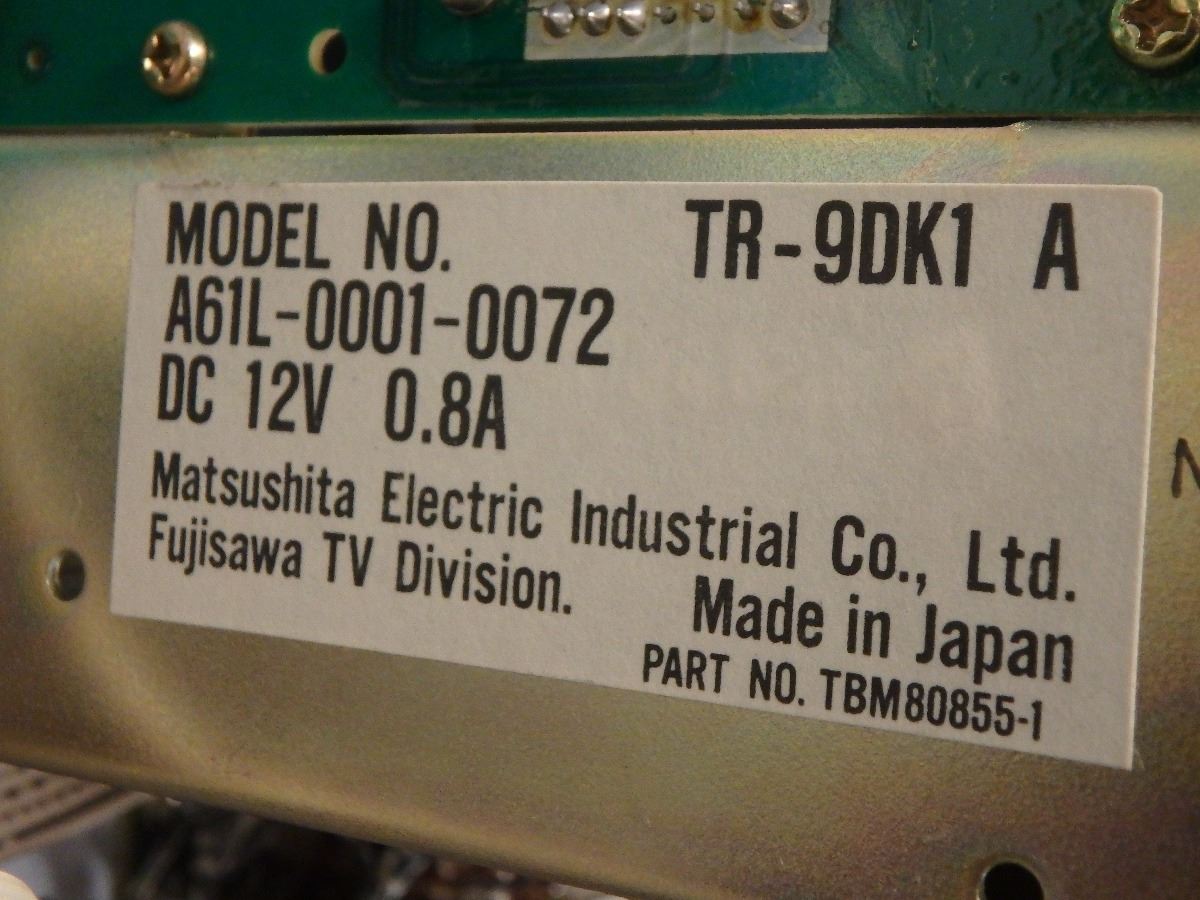 MODEL NO. TR-9DK1 A
A61L-0001-0072
DC 12V 0.8A
Matsushita Electric Industrial Co., Ltd.
Fujisawa TV Division.
Made in Japan
PART NO. TBM80855-1